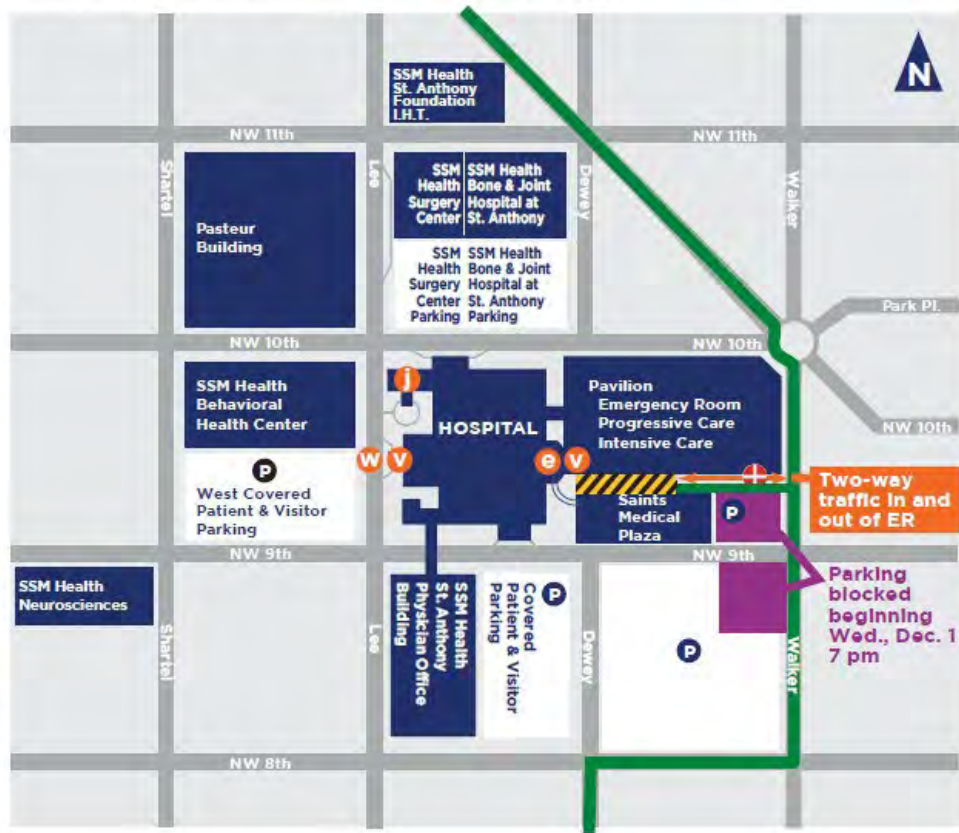 N
SSM Health
St. Anthony
Foundation
I.H.T.
NW 11th
NW 11th
Shartel
Lee
Dewey
Walker
Pasteur
Building
SSM
Health
Surgery
Center
SSM Health
Bone & Joint
Hospital at
St. Anthony
SSM
Health
Surgery
Center
Parking
SSM Health
Bone & Joint
Hospital at
St. Anthony
Parking
Park Pl.
NW 10th
NW 10th
NW 10th
SSM Health
Behavioral
Health Center
j
HOSPITAL
Pavilion
Emergency Room
Progressive Care
Intensive Care
P
West Covered
Patient & Visitor
Parking
w
v
e
v
Two-way
traffic in and
out of ER
Saints
Medical
Plaza
P
NW 9th
NW 9th
SSM Health
Neurosciences
SSM Health
St. Anthony
Physician Office
Building
P
Covered
Patient & Visitor
Parking
P
Parking
blocked
beginning
Wed., Dec. 1
7 pm
Shartel
Lee
Dewey
Walker
NW 8th